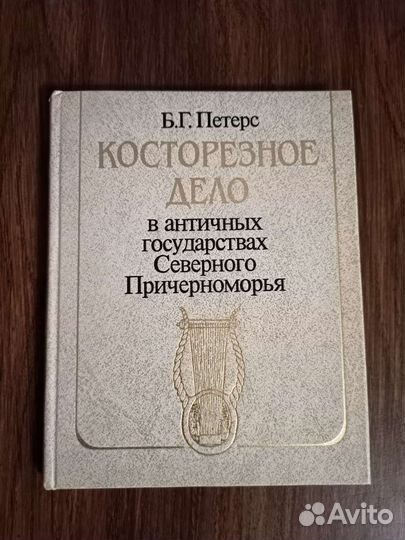 Б.Г. Петерс
КОСТОРЕЗНОЕ
ДЕЛО
в античных
государствах
Северного
Причерноморья
Avito